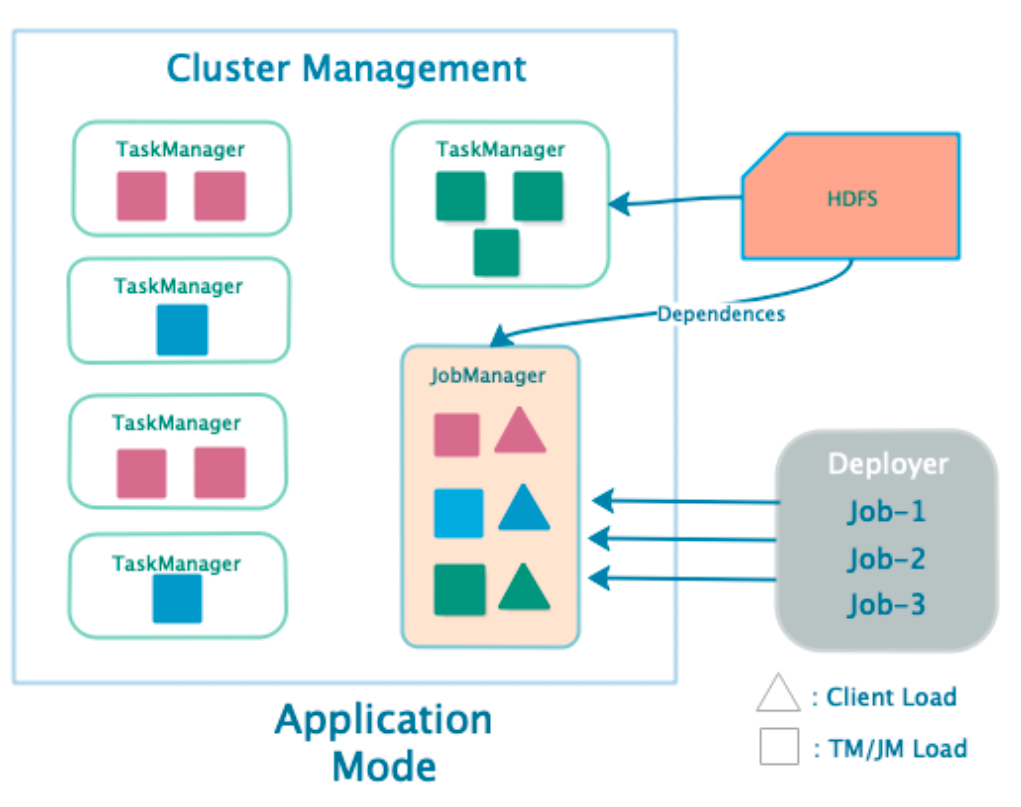 Cluster Management
TaskManager
TaskManager
HDFS
TaskManager
Dependences
JobManager
TaskManager
Deployer
Job-1
Job-2
TaskManager
Job-3
: Client Load
: TM/JM Load
Application
Mode